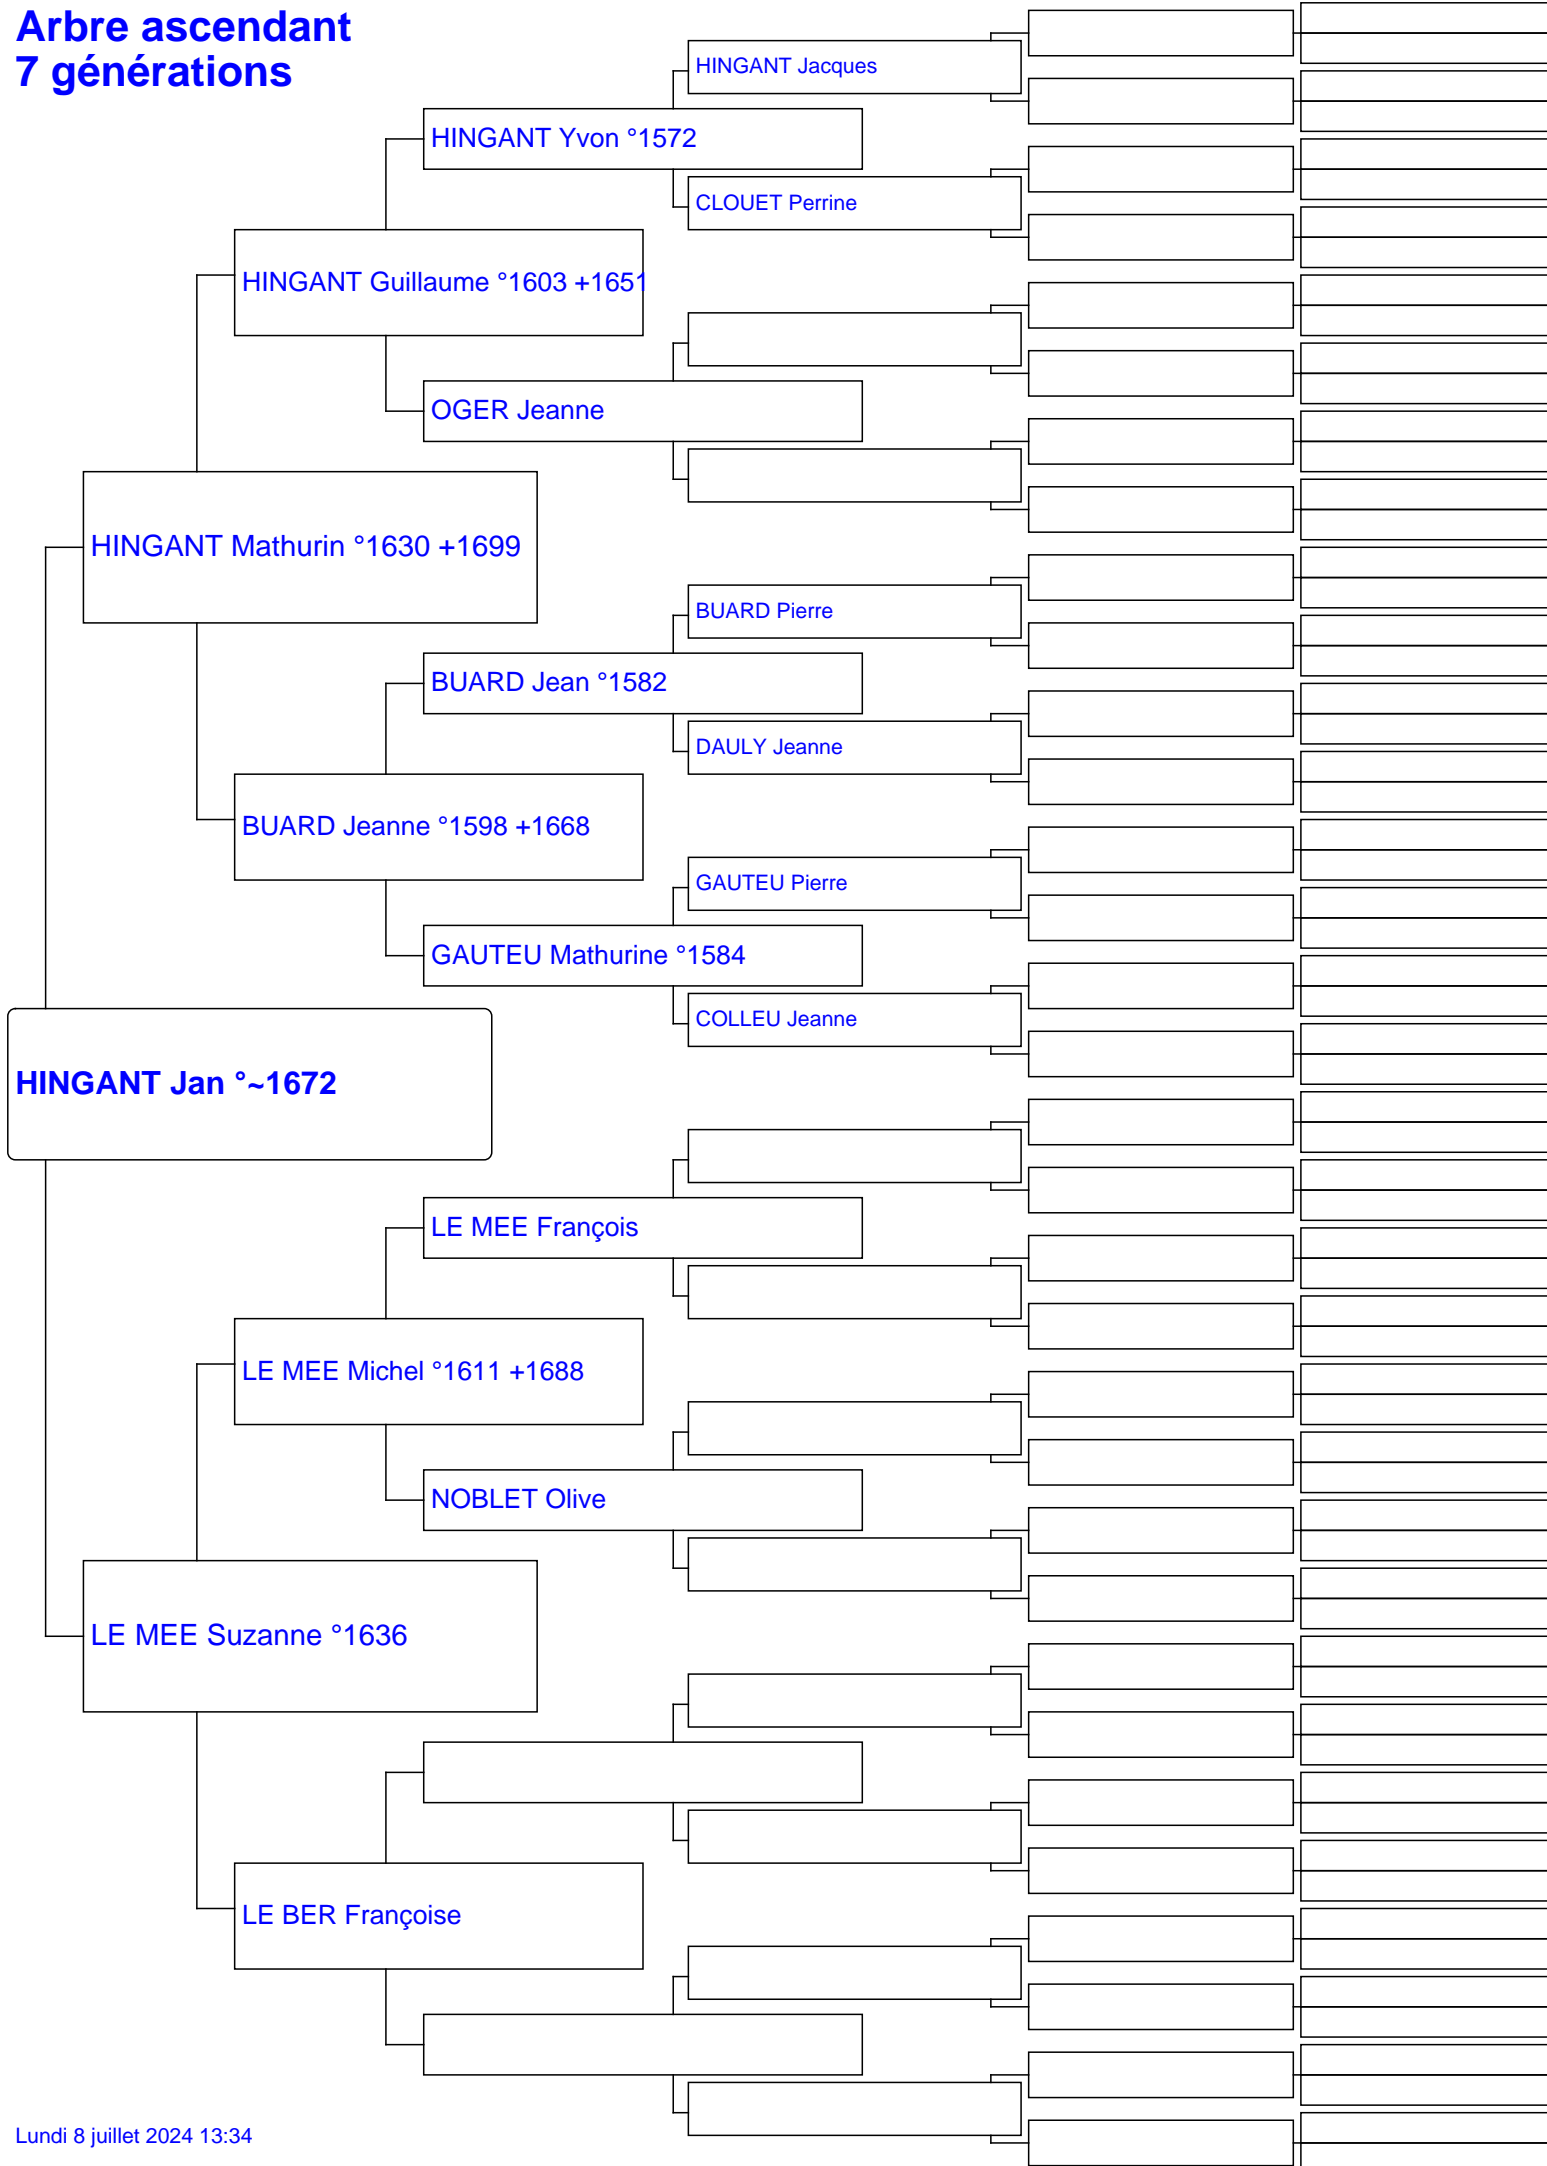 Arbre ascendant
7 générations
HINGANT Jacques
HINGANT Yvon °1572
CLOUET Perrine
HINGANT Guillaume °1603 +1651
OGER Jeanne
HINGANT Mathurin °1630 +1699
BUARD Pierre
BUARD Jean °1582
DAULY Jeanne
BUARD Jeanne °1598 +1668
GAUTEU Pierre
GAUTEU Mathurine °1584
COLLEU Jeanne
HINGANT Jan °~1672
LE MEE François
LE MEE Michel °1611 +1688
NOBLET Olive
LE MEE Suzanne °1636
LE BER Françoise
Lundi 8 juillet 2024 13:34